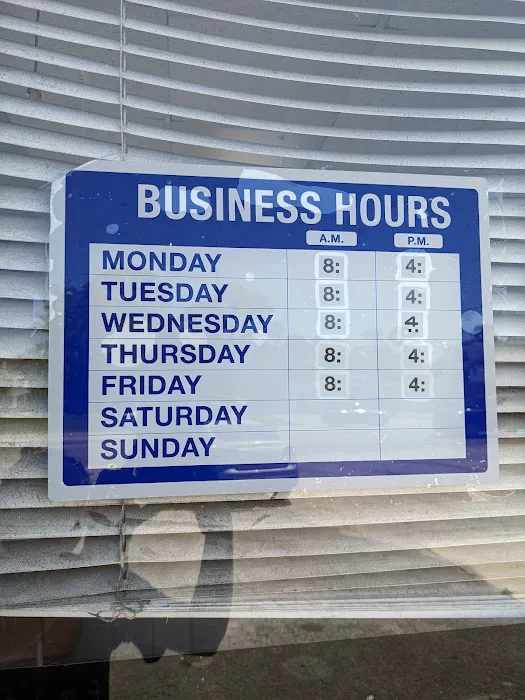 BUSINESS HOURS
A.M. P.M.
MONDAY 8: 4:
TUESDAY 8: 4:
WEDNESDAY 8: 4:
THURSDAY 8: 4:
FRIDAY 8: 4:
SATURDAY
SUNDAY